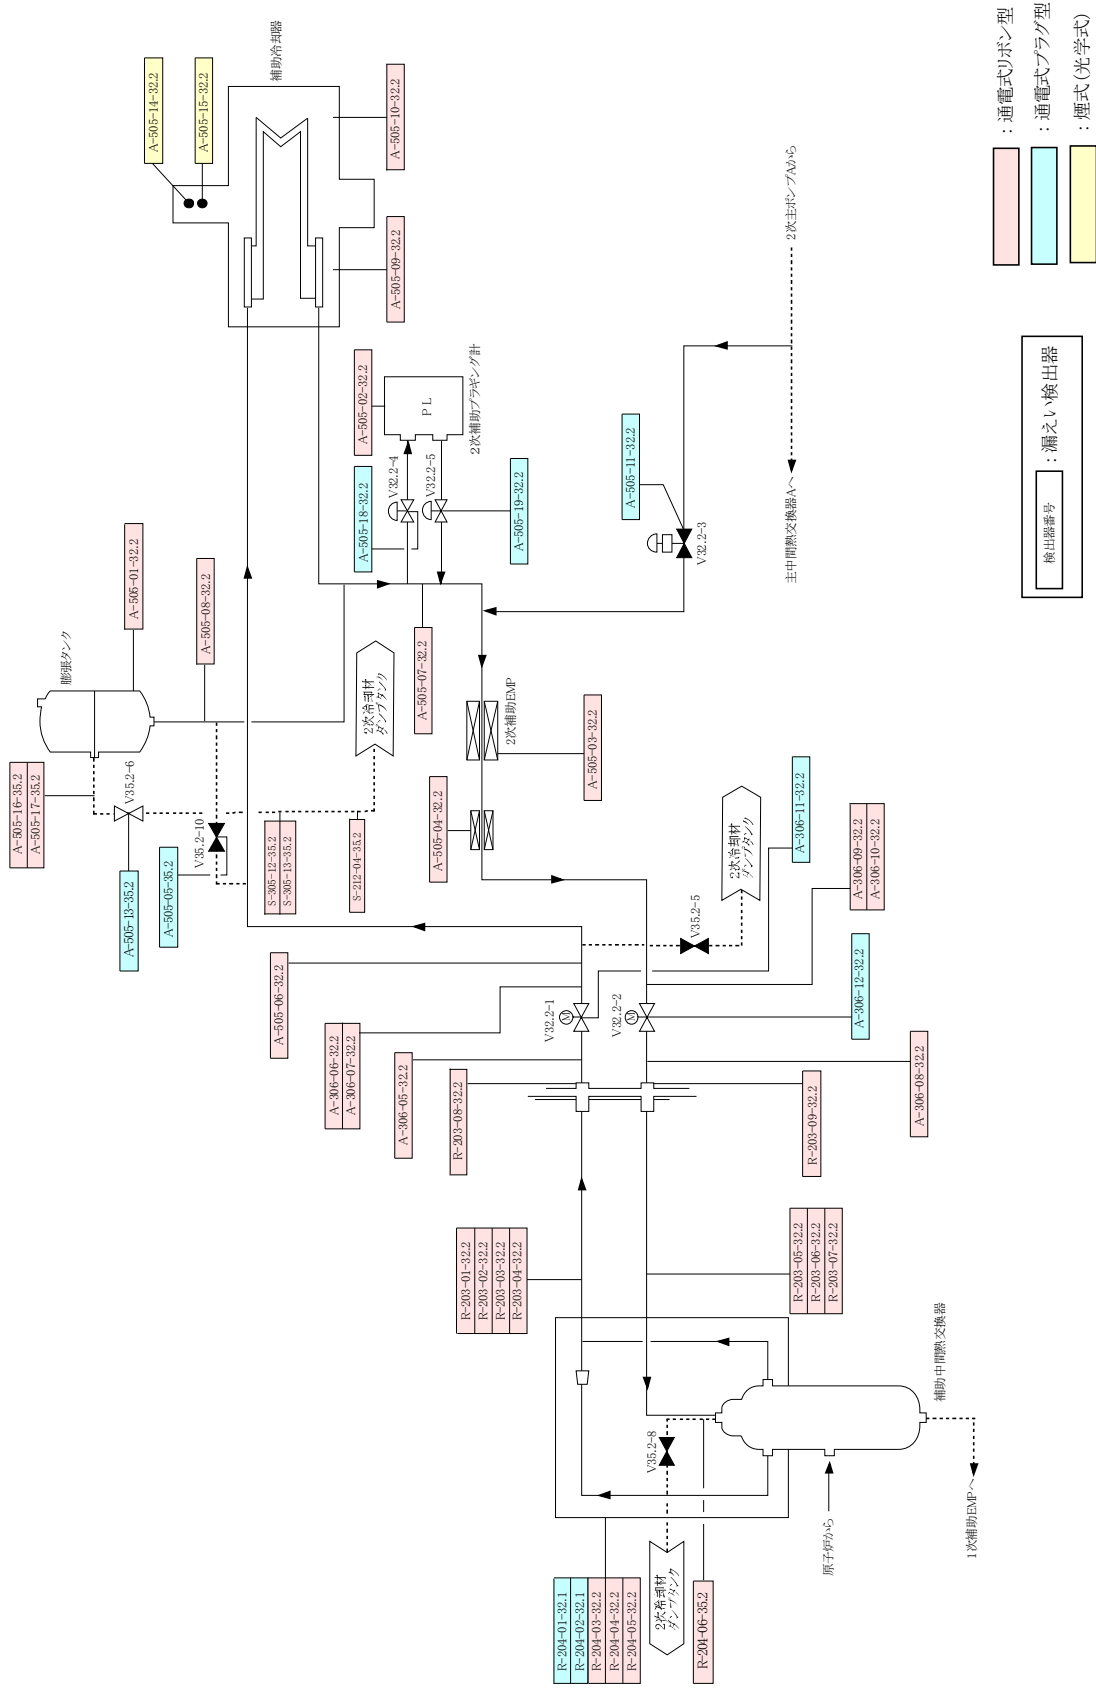 A-505-14-32.2
A-505-15-32.2
補助冷却器
A-505-10-32.2
A-505-09-32.2
A-505-02-32.2
PL
2次補助プラギング計
V32.2-4
V32.2-5
A-505-18-32.2
A-505-19-32.2
A-505-11-32.2
V32.2-3
2次主ポンプAから
主中間熱交換器Aへ
膨張タンク
A-505-01-32.2
A-505-08-32.2
A-505-16-35.2
A-505-17-35.2
V35.2-6
V35.2-10
A-505-13-35.2
A-505-05-35.2
2次冷却材
ダンプタンク
A-505-07-32.2
2次補助EMP
A-505-03-32.2
A-505-04-32.2
S-305-12-35.2
S-305-13-35.2
S-212-04-35.2
2次冷却材
ダンプタンク
A-306-11-32.2
V35.2-5
A-306-09-32.2
A-306-10-32.2
A-306-12-32.2
A-505-06-32.2
A-306-06-32.2
A-306-07-32.2
V32.2-1
M
V32.2-2
M
A-306-05-32.2
R-203-08-32.2
R-203-09-32.2
A-306-08-32.2
R-203-01-32.2
R-203-02-32.2
R-203-03-32.2
R-203-04-32.2
R-203-05-32.2
R-203-06-32.2
R-203-07-32.2
補助中間熱交換器
V35.2-8
原子炉から
1次補助EMPへ
2次冷却材
ダンプタンク
R-204-01-32.1
R-204-02-32.1
R-204-03-32.2
R-204-04-32.2
R-204-05-32.2
R-204-06-35.2
：通電式リボン型
：通電式プラグ型
：煙式(光学式)
検出器番号
：漏えい検出器